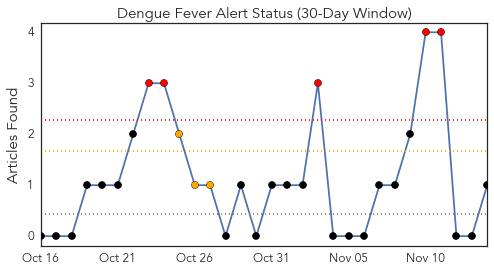 Dengue Fever Alert Status (30-Day Window)
Articles Found
4
3
2
1
0
Oct 16 Oct 21 Oct 26 Oct 31 Nov 05 Nov 10